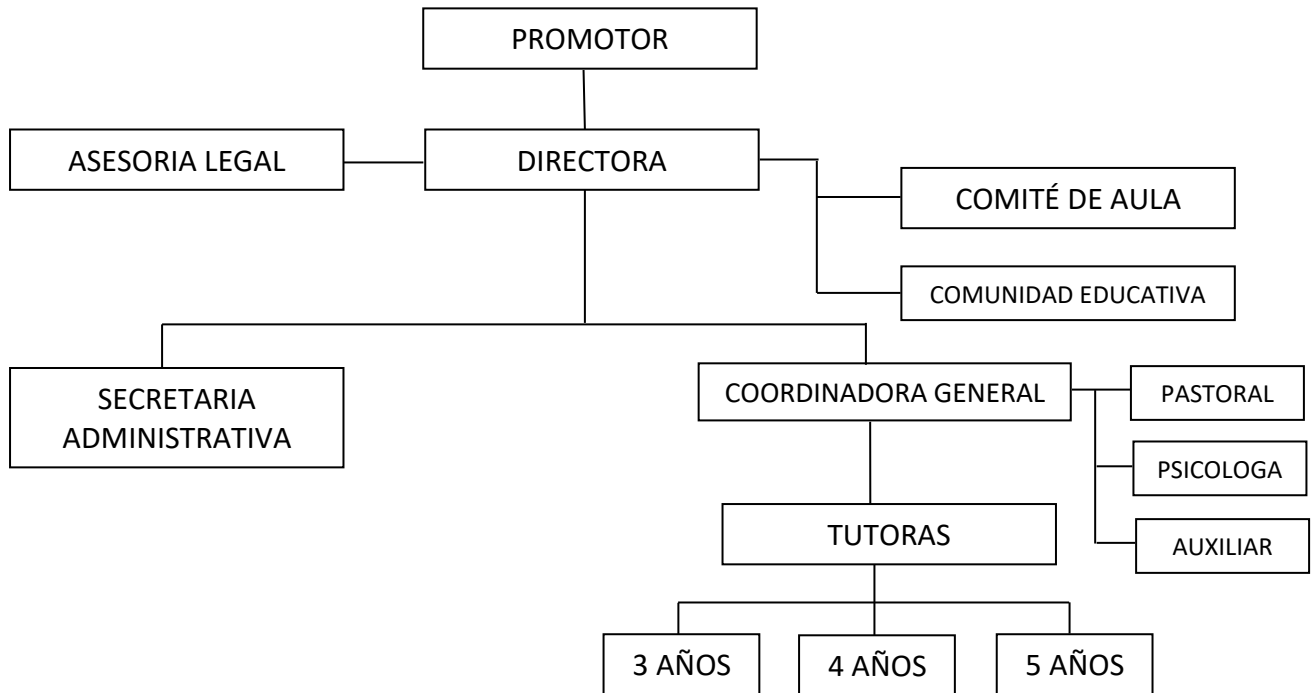 PROMOTOR
ASESORIA LEGAL
DIRECTORA
COMITÉ DE AULA
COMUNIDAD EDUCATIVA
SECRETARIA
ADMINISTRATIVA
COORDINADORA GENERAL
PASTORAL
PSICOLOGA
AUXILIAR
TUTORAS
3 AÑOS
4 AÑOS
5 AÑOS